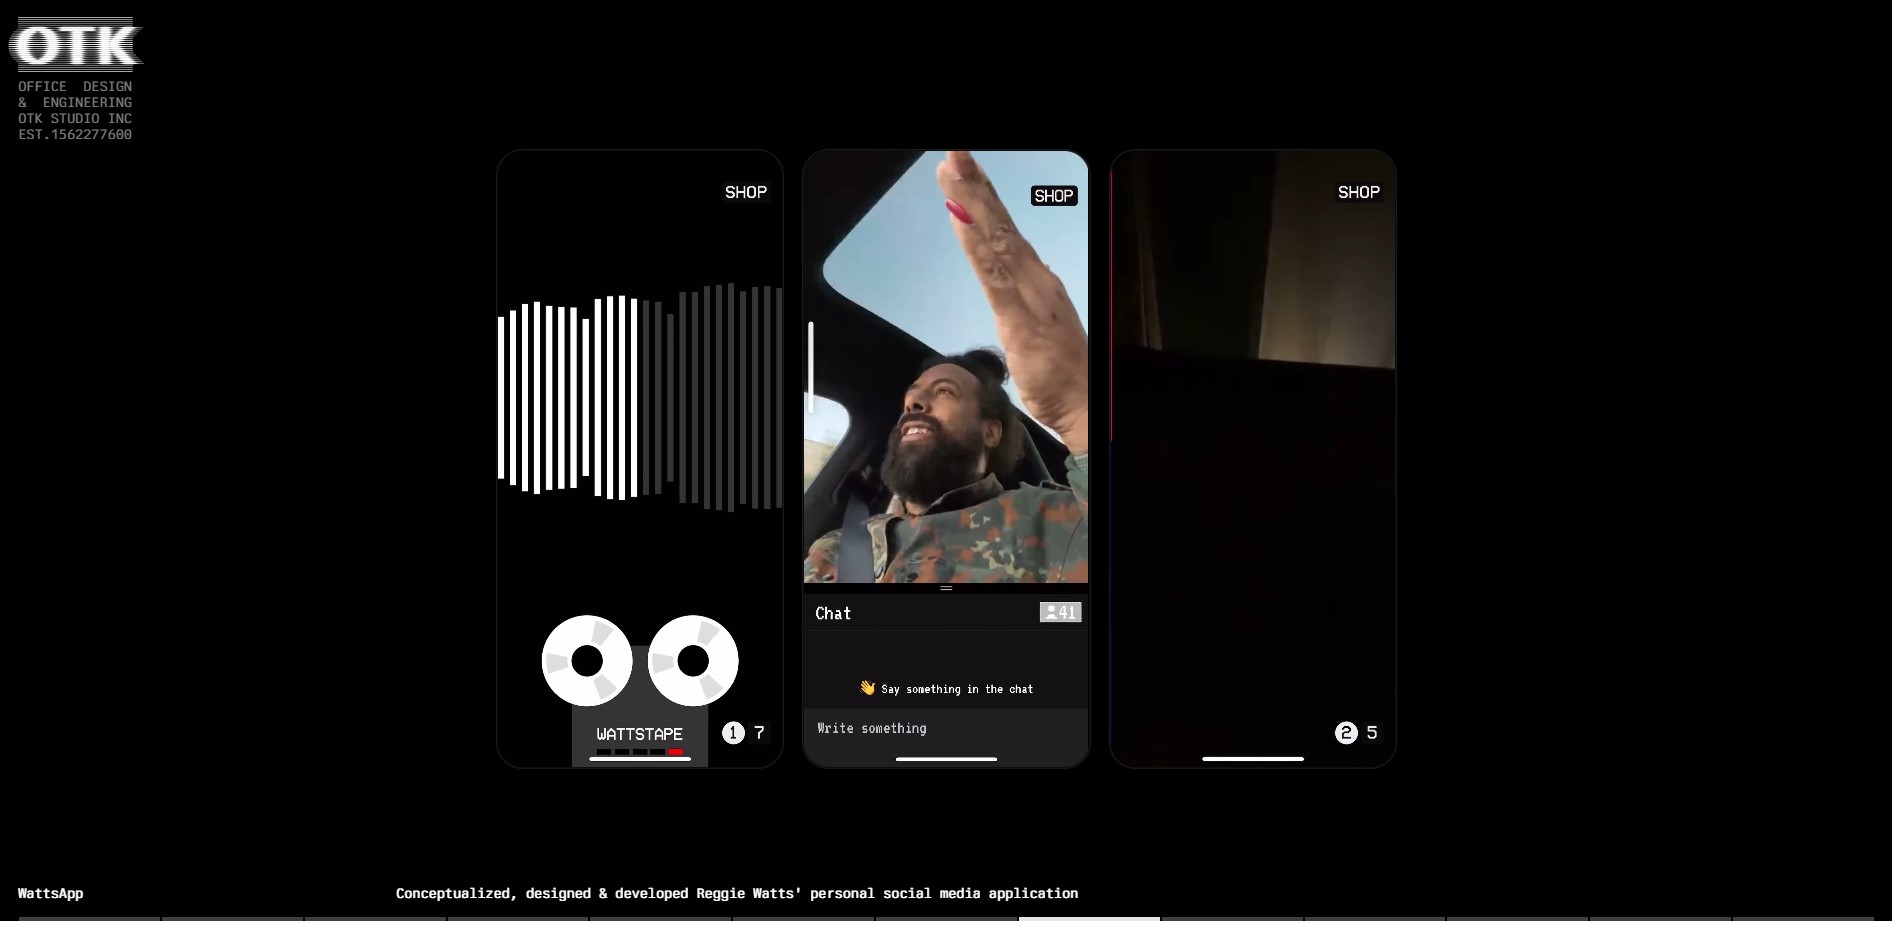 OTK
OFFICE DESIGN
& ENGINEERING
OTK STUDIO INC
EST.1562277600
SHOP
WATTSTAPE
1 7
SHOP
Chat
41
👋 Say something in the chat
Write something
SHOP
2 5
WattsApp
Conceptualized, designed & developed Reggie Watts' personal social media application